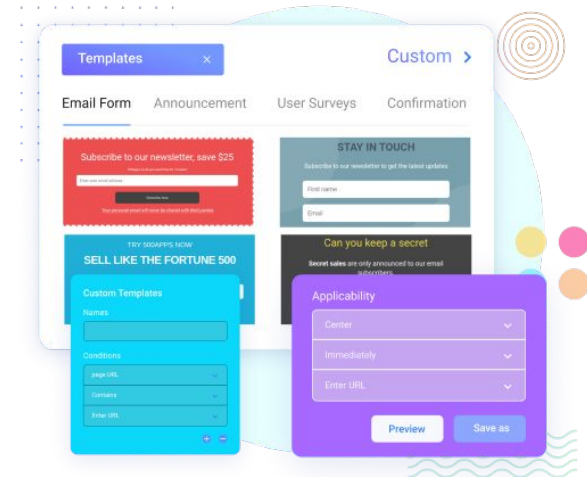 Templates ×
Custom >
Email Form
Announcement
User Surveys
Confirmation
Subscribe to our newsletter, save $25
Subscribe now
STAY IN TOUCH
Subscribe to our newsletter to get the latest updates
First name
Email
TRY 500APPS NOW
SELL LIKE THE FORTUNE 500
Can you keep a secret
Secret sales are only announced to our email
subscribers
Custom Templates
Names
Conditions
page URL
Contains
Enter URL
Applicability
Center
Immediately
Enter URL
Preview
Save as